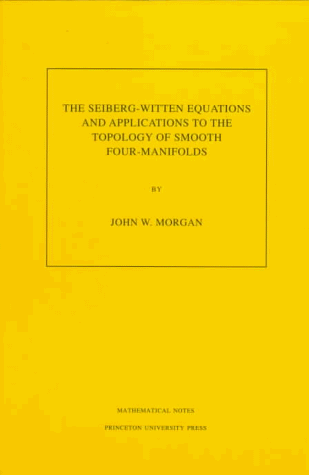 THE SEIBERG-WITTEN EQUATIONS
AND APPLICATIONS TO THE
TOPOLOGY OF SMOOTH
FOUR-MANIFOLDS
BY
JOHN W. MORGAN
MATHEMATICAL NOTES
PRINCETON UNIVERSITY PRESS